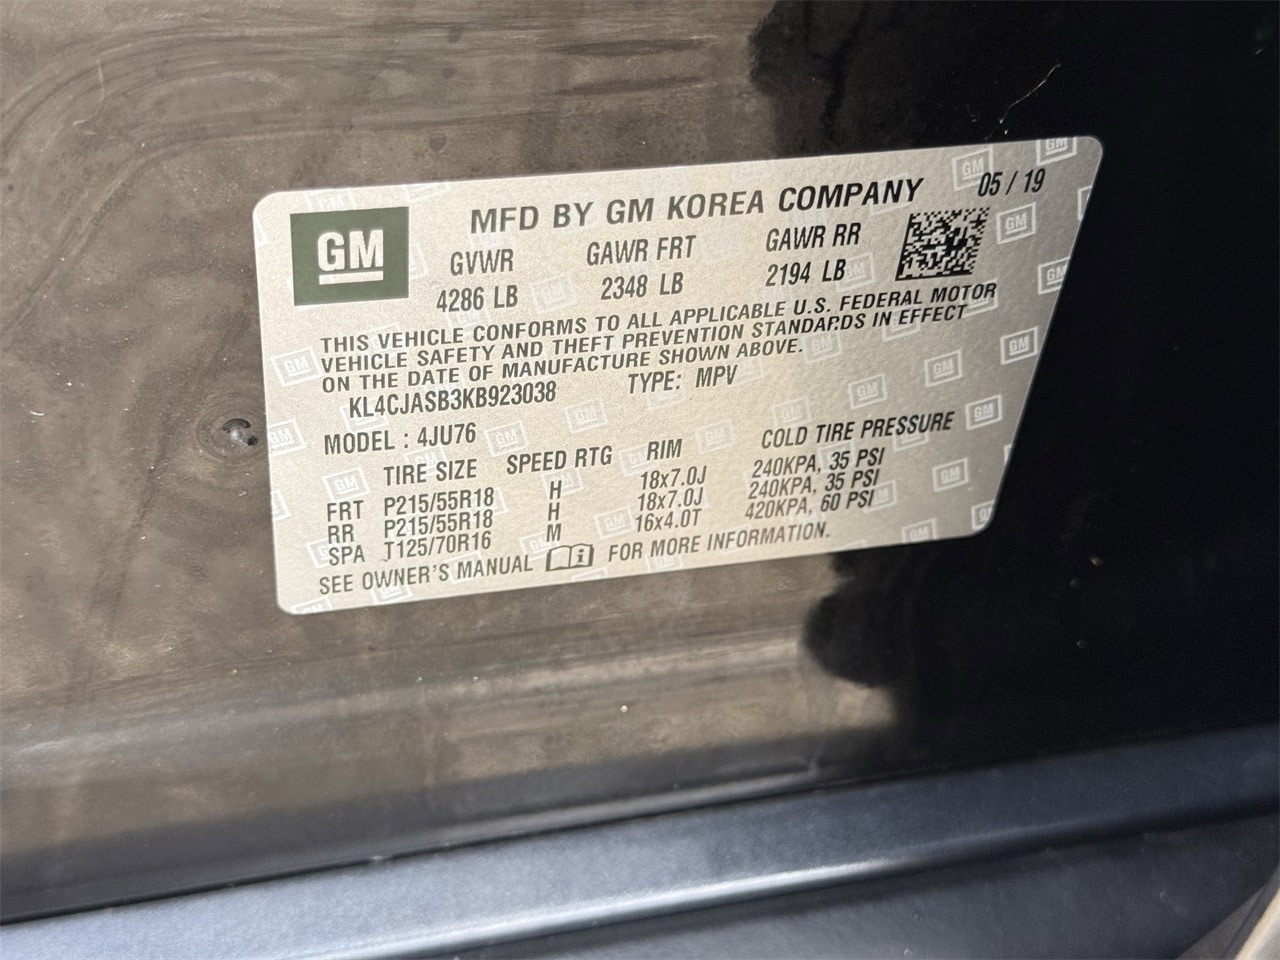 GM
MFD BY GM KOREA COMPANY 05 / 19
GVWR GAWR FRT GAWR RR
4286 LB 2348 LB 2194 LB
THIS VEHICLE CONFORMS TO ALL APPLICABLE U.S. FEDERAL MOTOR
VEHICLE SAFETY AND THEFT PREVENTION STANDARDS IN EFFECT
ON THE DATE OF MANUFACTURE SHOWN ABOVE.
KL4CJASB3KB923038 TYPE: MPV
MODEL : 4JU76
TIRE SIZE SPEED RTG RIM COLD TIRE PRESSURE
FRT P215/55R18 H 18x7.0J 240KPA, 35 PSI
RR P215/55R18 H 18x7.0J 240KPA, 35 PSI
SPA T125/70R16 M 16x4.0T 420KPA, 60 PSI
SEE OWNER'S MANUAL FOR MORE INFORMATION.